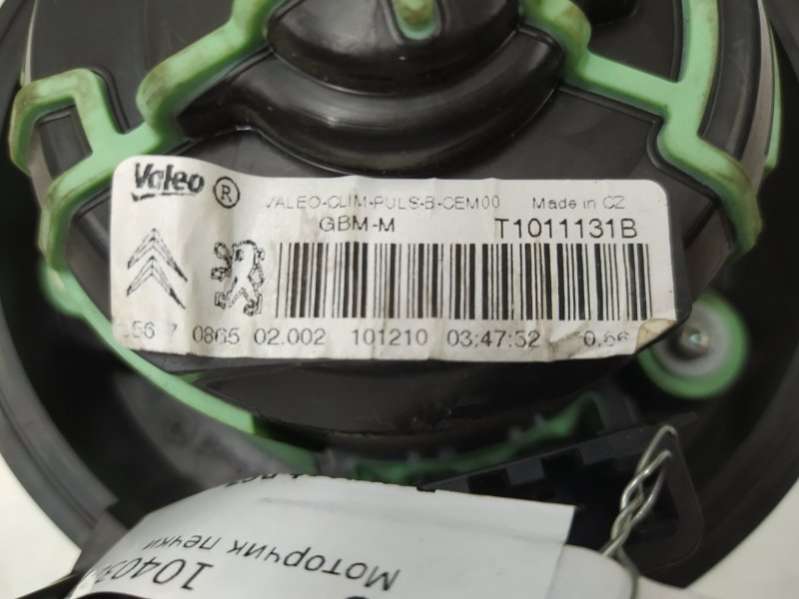 Valeo ® VALEO-CLIM-PULS-B-CEM00 Made in CZ
GBM-M T1011131B
0865 02.002 101210 03:47:52
Моторчик печки